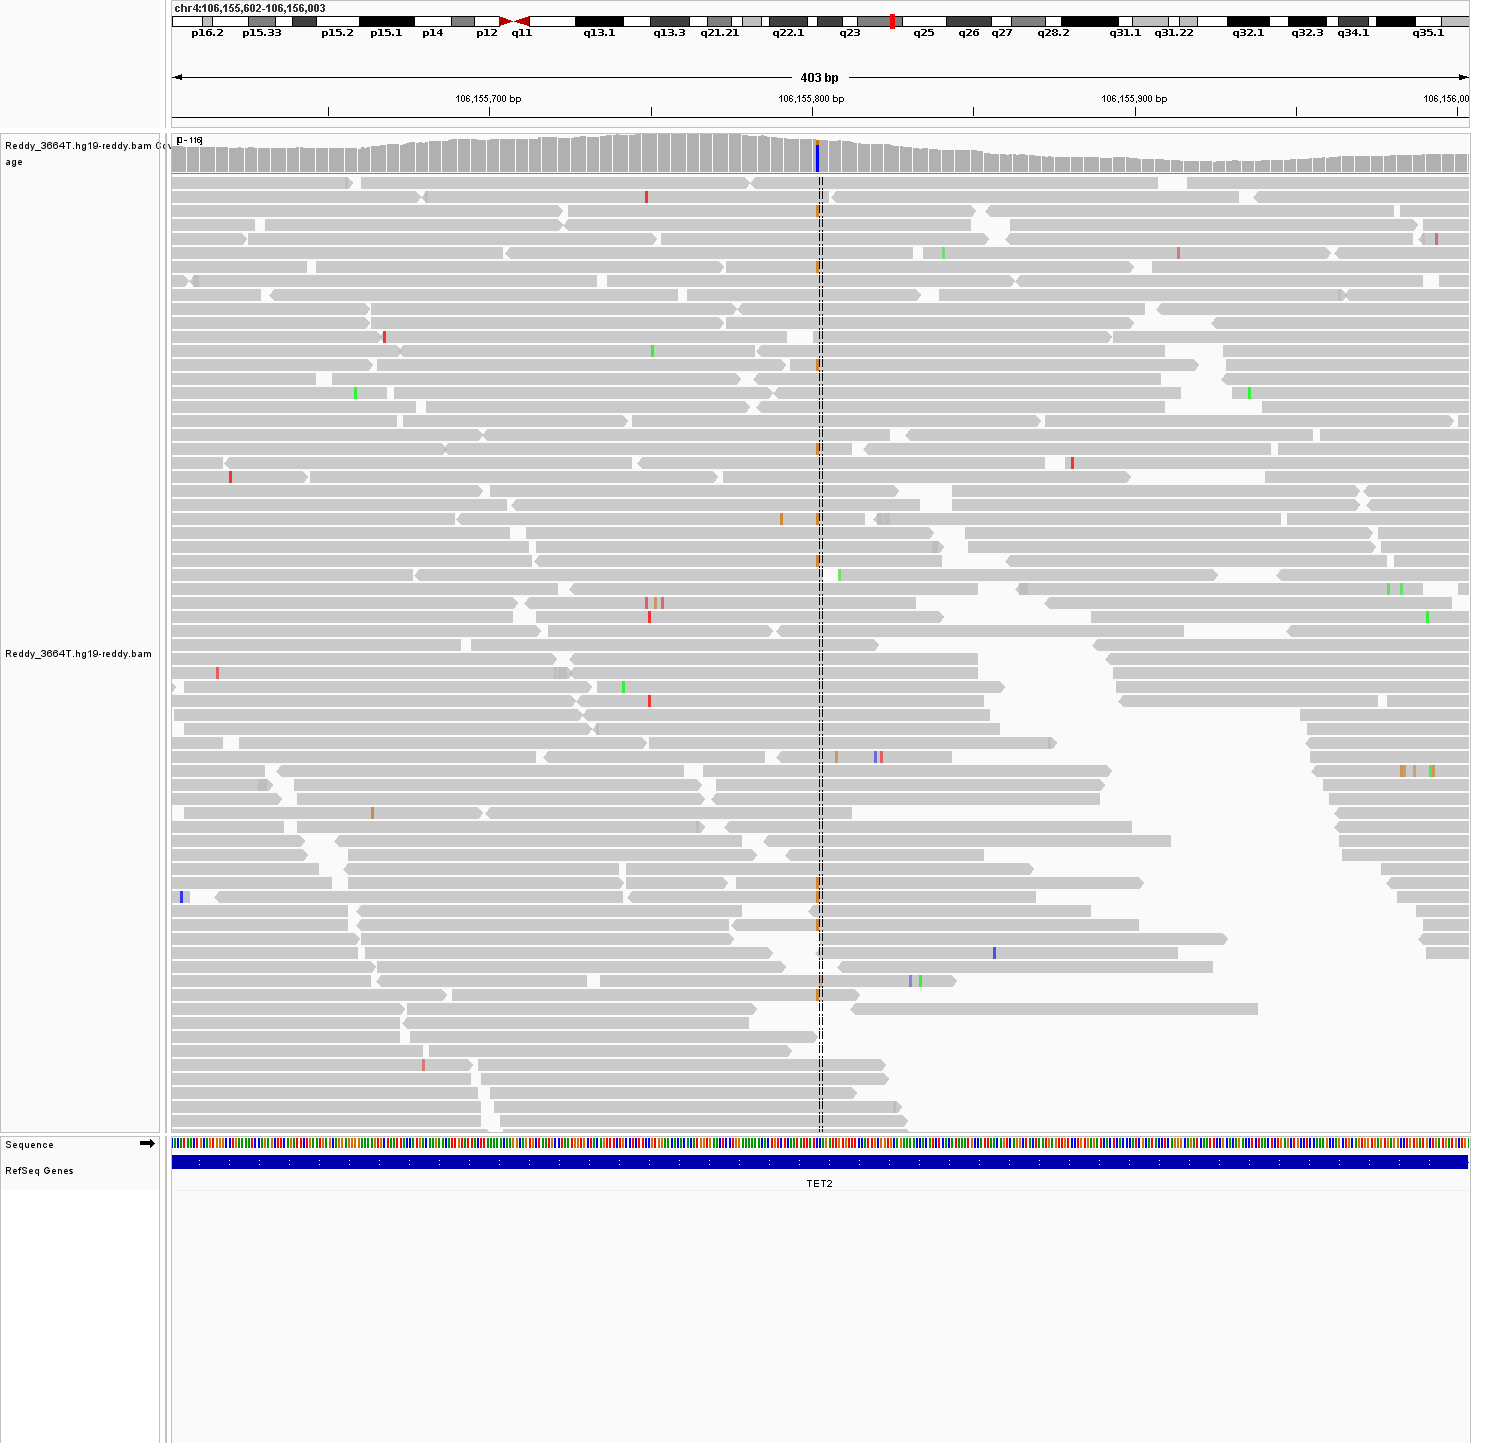 chr4:106,155,602-106,156,003
p16.2 p15.33 p15.2 p15.1 p14 p12 q11 q13.1 q13.3 q21.21 q22.1 q23 q25 q26 q27 q28.2 q31.1 q31.22 q32.1 q32.3 q34.1 q35.1
403 bp
106,155,700 bp 106,155,800 bp 106,155,900 bp 106,156,00
Reddy_3664T.hg19-reddy.bam Cov
age
[0 - 116]
Reddy_3664T.hg19-reddy.bam
Sequence
RefSeq Genes
TET2